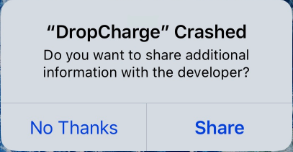 “DropCharge” Crashed
Do you want to share additional
information with the developer?
No Thanks
Share